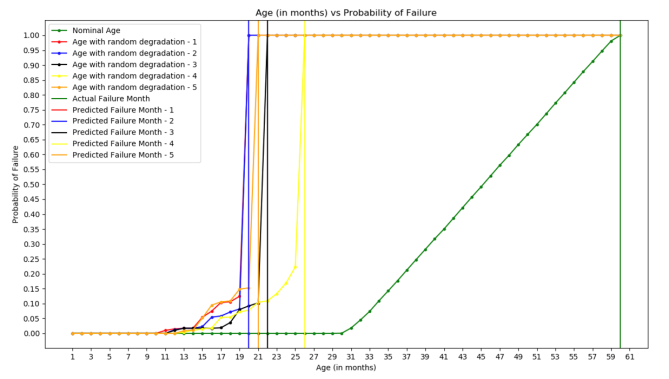 Age (in months) vs Probability of Failure
Nominal Age
Age with random degradation - 1
Age with random degradation - 2
Age with random degradation - 3
Age with random degradation - 4
Age with random degradation - 5
Actual Failure Month
Predicted Failure Month - 1
Predicted Failure Month - 2
Predicted Failure Month - 3
Predicted Failure Month - 4
Predicted Failure Month - 5
Probability of Failure
1.00
0.95
0.90
0.85
0.80
0.75
0.70
0.65
0.60
0.55
0.50
0.45
0.40
0.35
0.30
0.25
0.20
0.15
0.10
0.05
0.00
1 3 5 7 9 11 13 15 17 19 21 23 25 27 29 31 33 35 37 39 41 43 45 47 49 51 53 55 57 59 61
Age (in months)